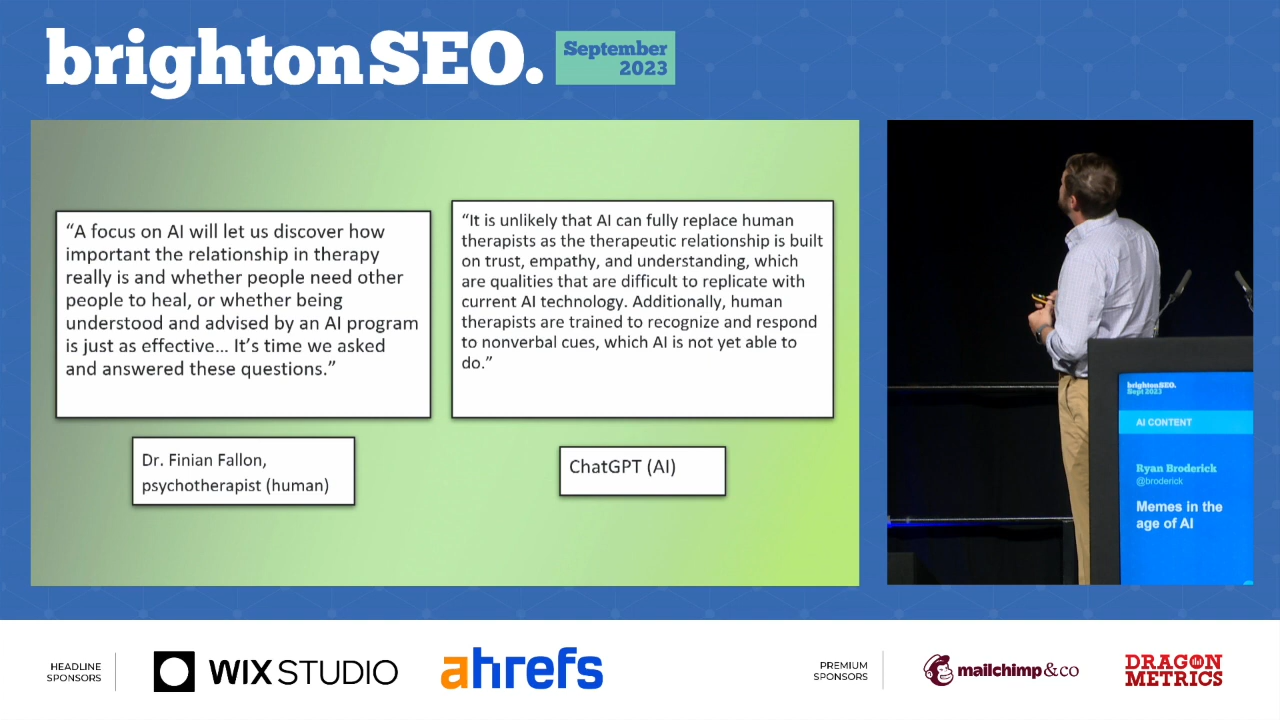 brightonSEO.
September
2023
“A focus on AI will let us discover how
important the relationship in therapy
really is and whether people need other
people to heal, or whether being
understood and advised by an AI program
is just as effective… It’s time we asked
and answered these questions.”
Dr. Finian Fallon,
psychotherapist (human)
“It is unlikely that AI can fully replace human
therapists as the therapeutic relationship is built
on trust, empathy, and understanding, which
are qualities that are difficult to replicate with
current AI technology. Additionally, human
therapists are trained to recognize and respond
to nonverbal cues, which AI is not yet able to
do.”
ChatGPT (AI)
brightonSEO.
Sept 2023
AI CONTENT
Ryan Broderick
@broderick
Memes in the
age of AI
HEADLINE
SPONSORS
WIX STUDIO
ahrefs
PREMIUM
SPONSORS
mailchimp&co
DRAGON
METRICS